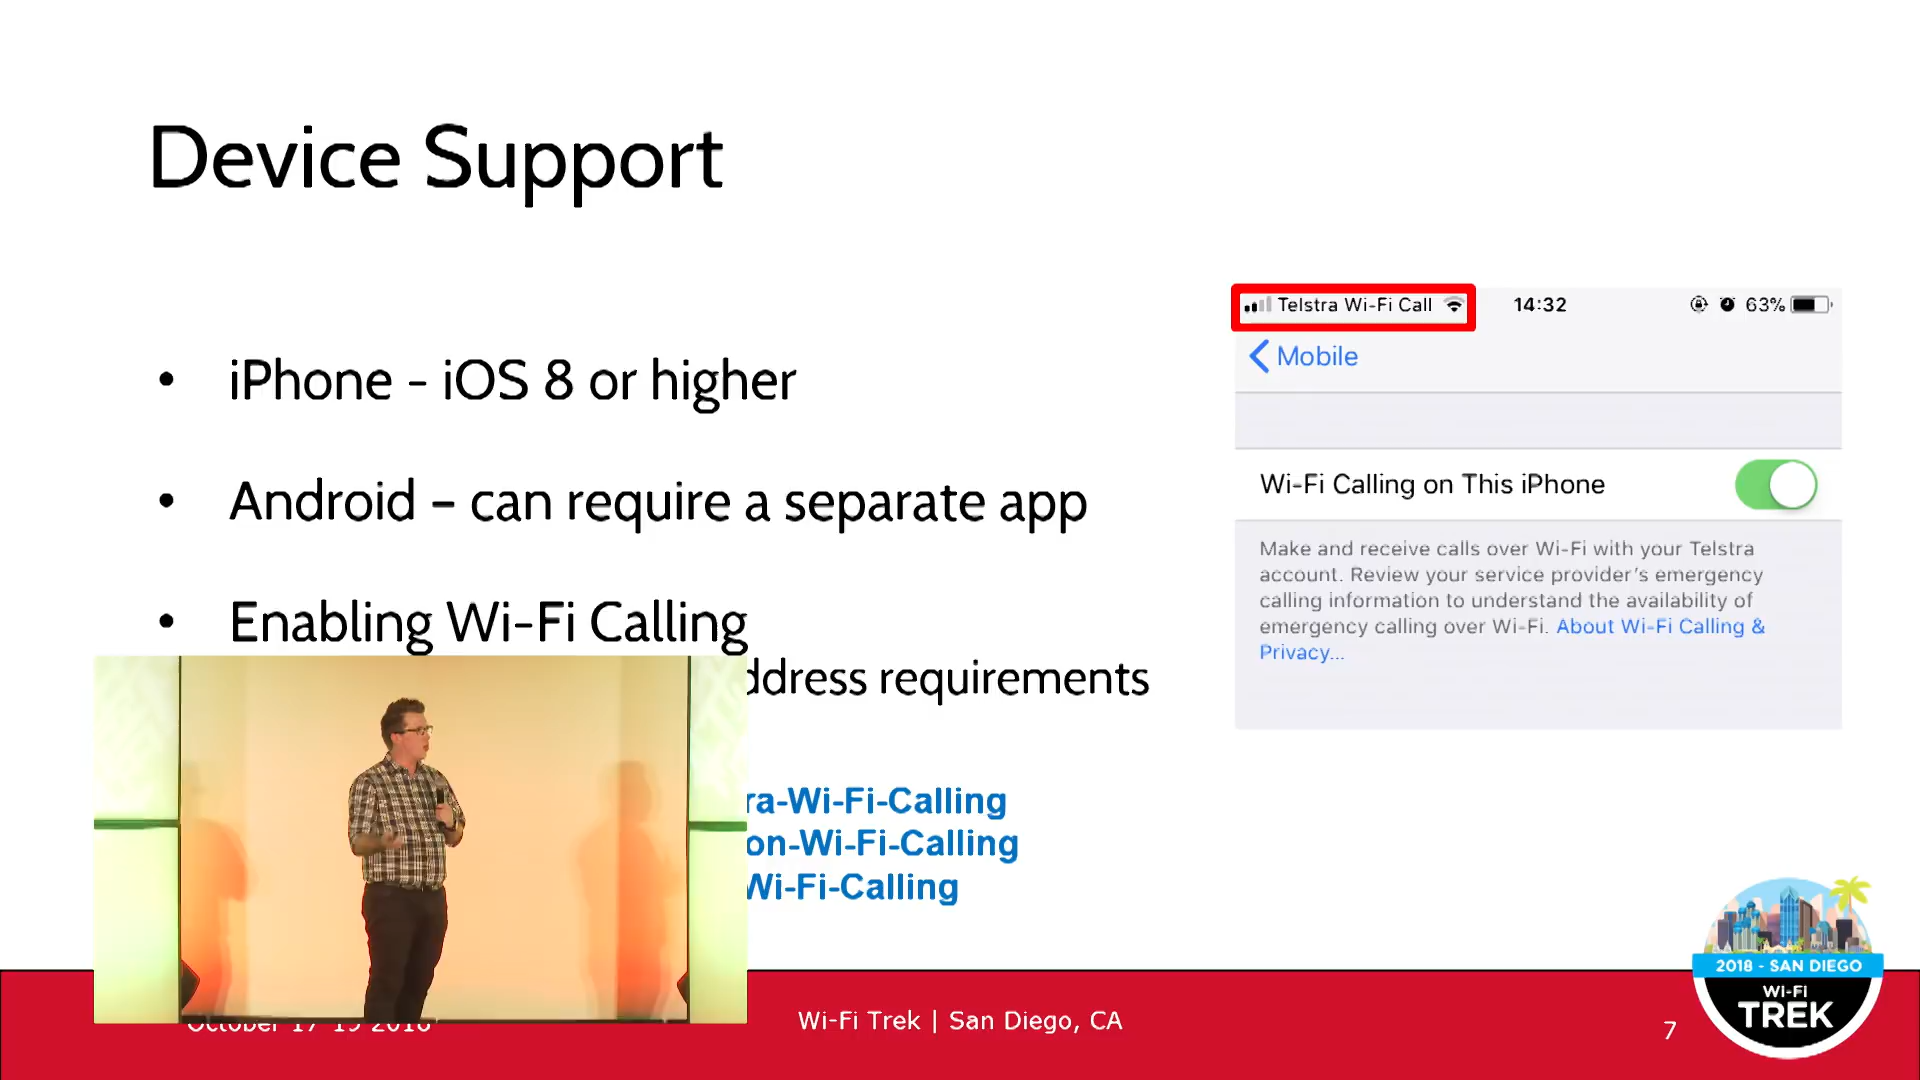 Device Support
• iPhone - iOS 8 or higher
• Android – can require a separate app
• Enabling Wi-Fi Calling
requirements
-Wi-Fi-Calling
-Wi-Fi-Calling
Wi-Fi-Calling
Telstra Wi-Fi Call 14:32 63%
Mobile
Wi-Fi Calling on This iPhone
Make and receive calls over Wi-Fi with your Telstra
account. Review your service provider's emergency
calling information to understand the availability of
emergency calling over Wi-Fi. About Wi-Fi Calling &
Privacy...
October 17-19 2018
Wi-Fi Trek | San Diego, CA
7
2018 - SAN DIEGO
WI-FI
TREK